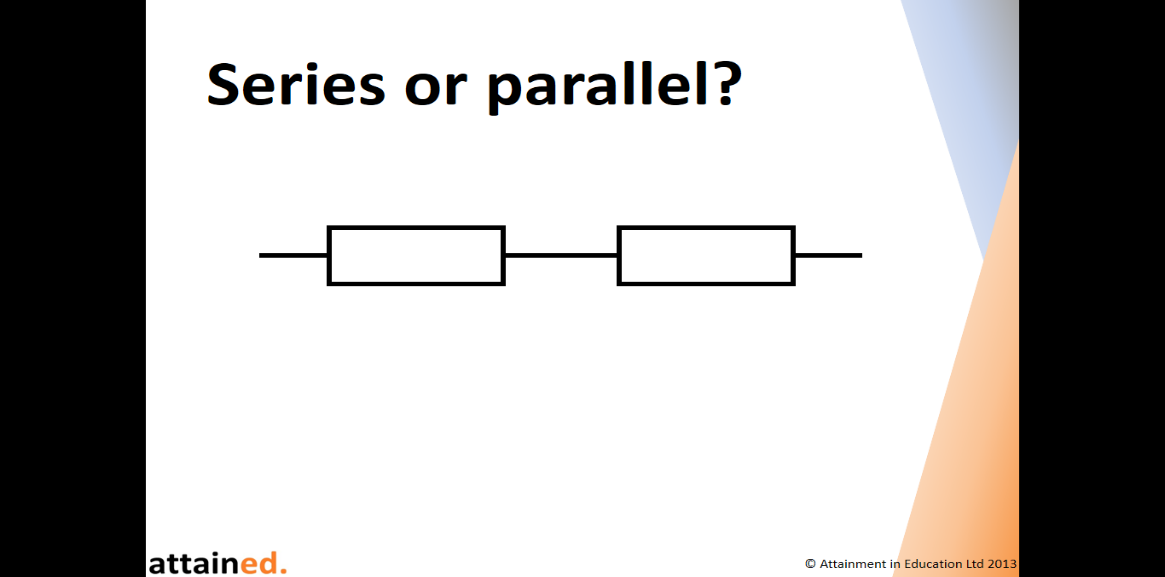 Series or parallel?
attained.
© Attainment in Education Ltd 2013